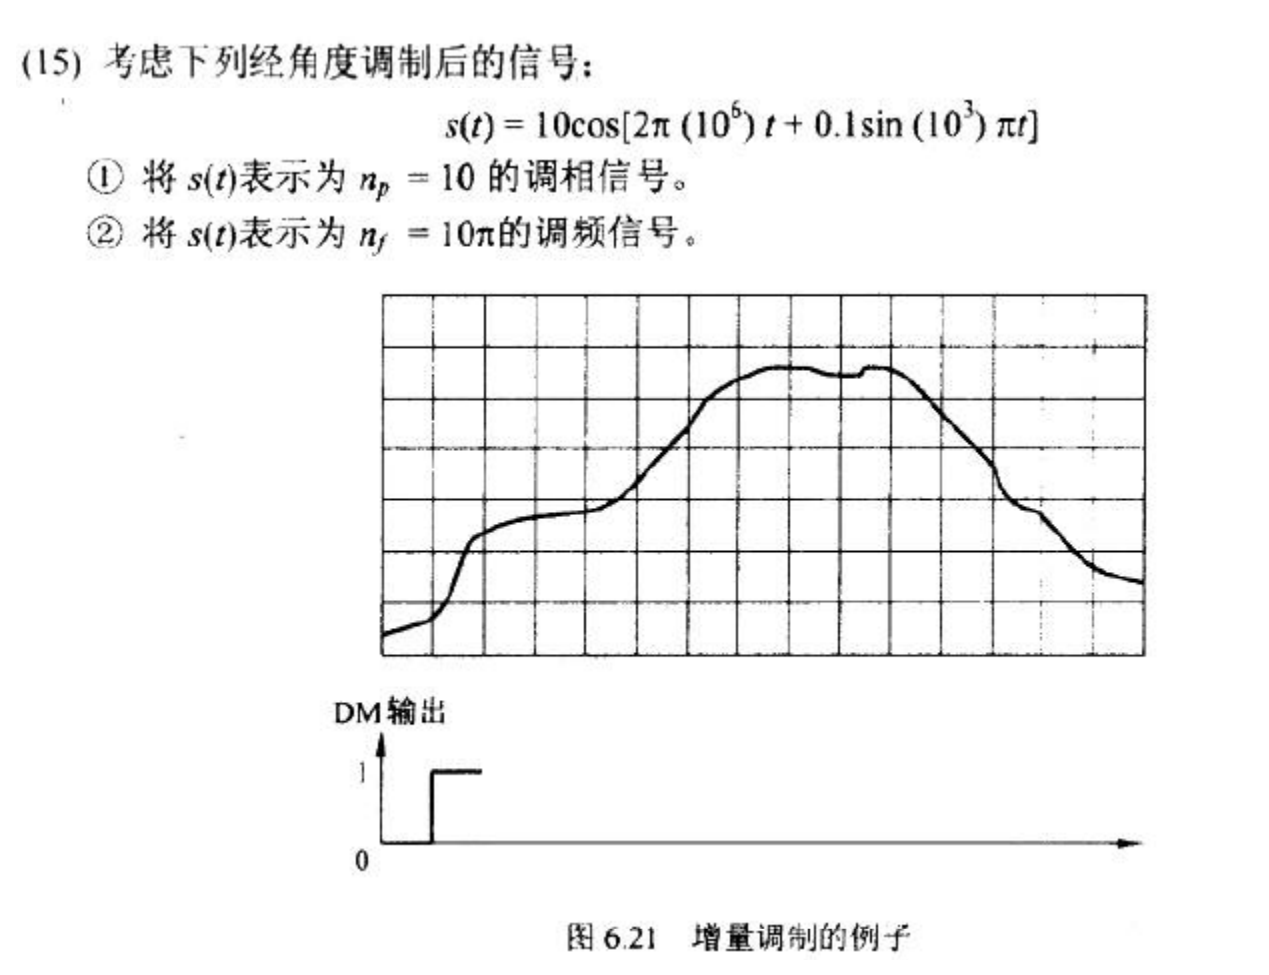 (15) 考虑下列经角度调制后的信号：
s(t) = 10cos[2π (10⁶) t + 0.1sin (10³) πt]
① 将 s(t)表示为 nₚ = 10 的调相信号。
② 将 s(t)表示为 n_f = 10π的调频信号。
DM 输出
1
0
图 6.21 增量调制的例子